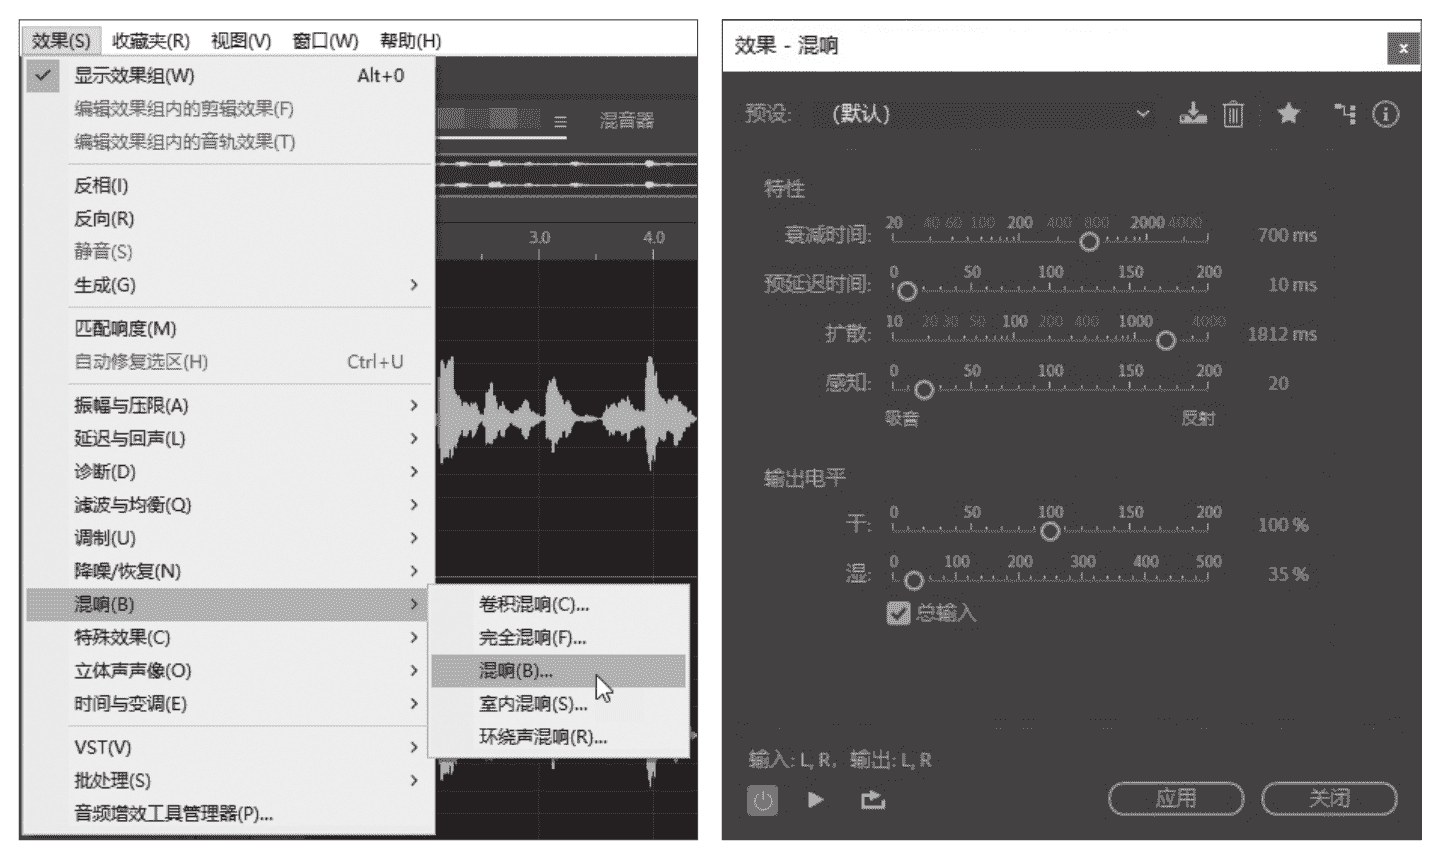 效果(S) 收藏夹(R) 视图(V) 窗口(W) 帮助(H)
显示效果组(W) Alt+0
编辑效果组内的剪辑效果(F)
编辑效果组内的音轨效果(T)
反相(I)
反向(R)
静音(S)
生成(G)
匹配响度(M)
自动修复选区(H) Ctrl+U
振幅与压限(A)
延迟与回声(L)
诊断(D)
滤波与均衡(Q)
调制(U)
降噪/恢复(N)
混响(B)
特殊效果(C)
立体声声像(O)
时间与变调(E)
VST(V)
批处理(S)
音频增效工具管理器(P)...
混音器
3.0 4.0
卷积混响(C)...
完全混响(F)...
混响(B)...
室内混响(S)...
环绕声混响(R)...
效果 - 混响
x
预设: (默认)
特性
衰减时间: 20 40 60 100 200 400 800 2000 4000 700 ms
预延迟时间: 0 50 100 150 200 10 ms
扩散: 10 20 30 50 100 200 400 1000 4000 1812 ms
感知: 0 50 100 150 200 20
吸音 反射
输出电平
干: 0 50 100 150 200 100 %
湿: 0 100 200 300 400 500 35 %
总输入
输入: L, R, 输出: L, R
应用 关闭